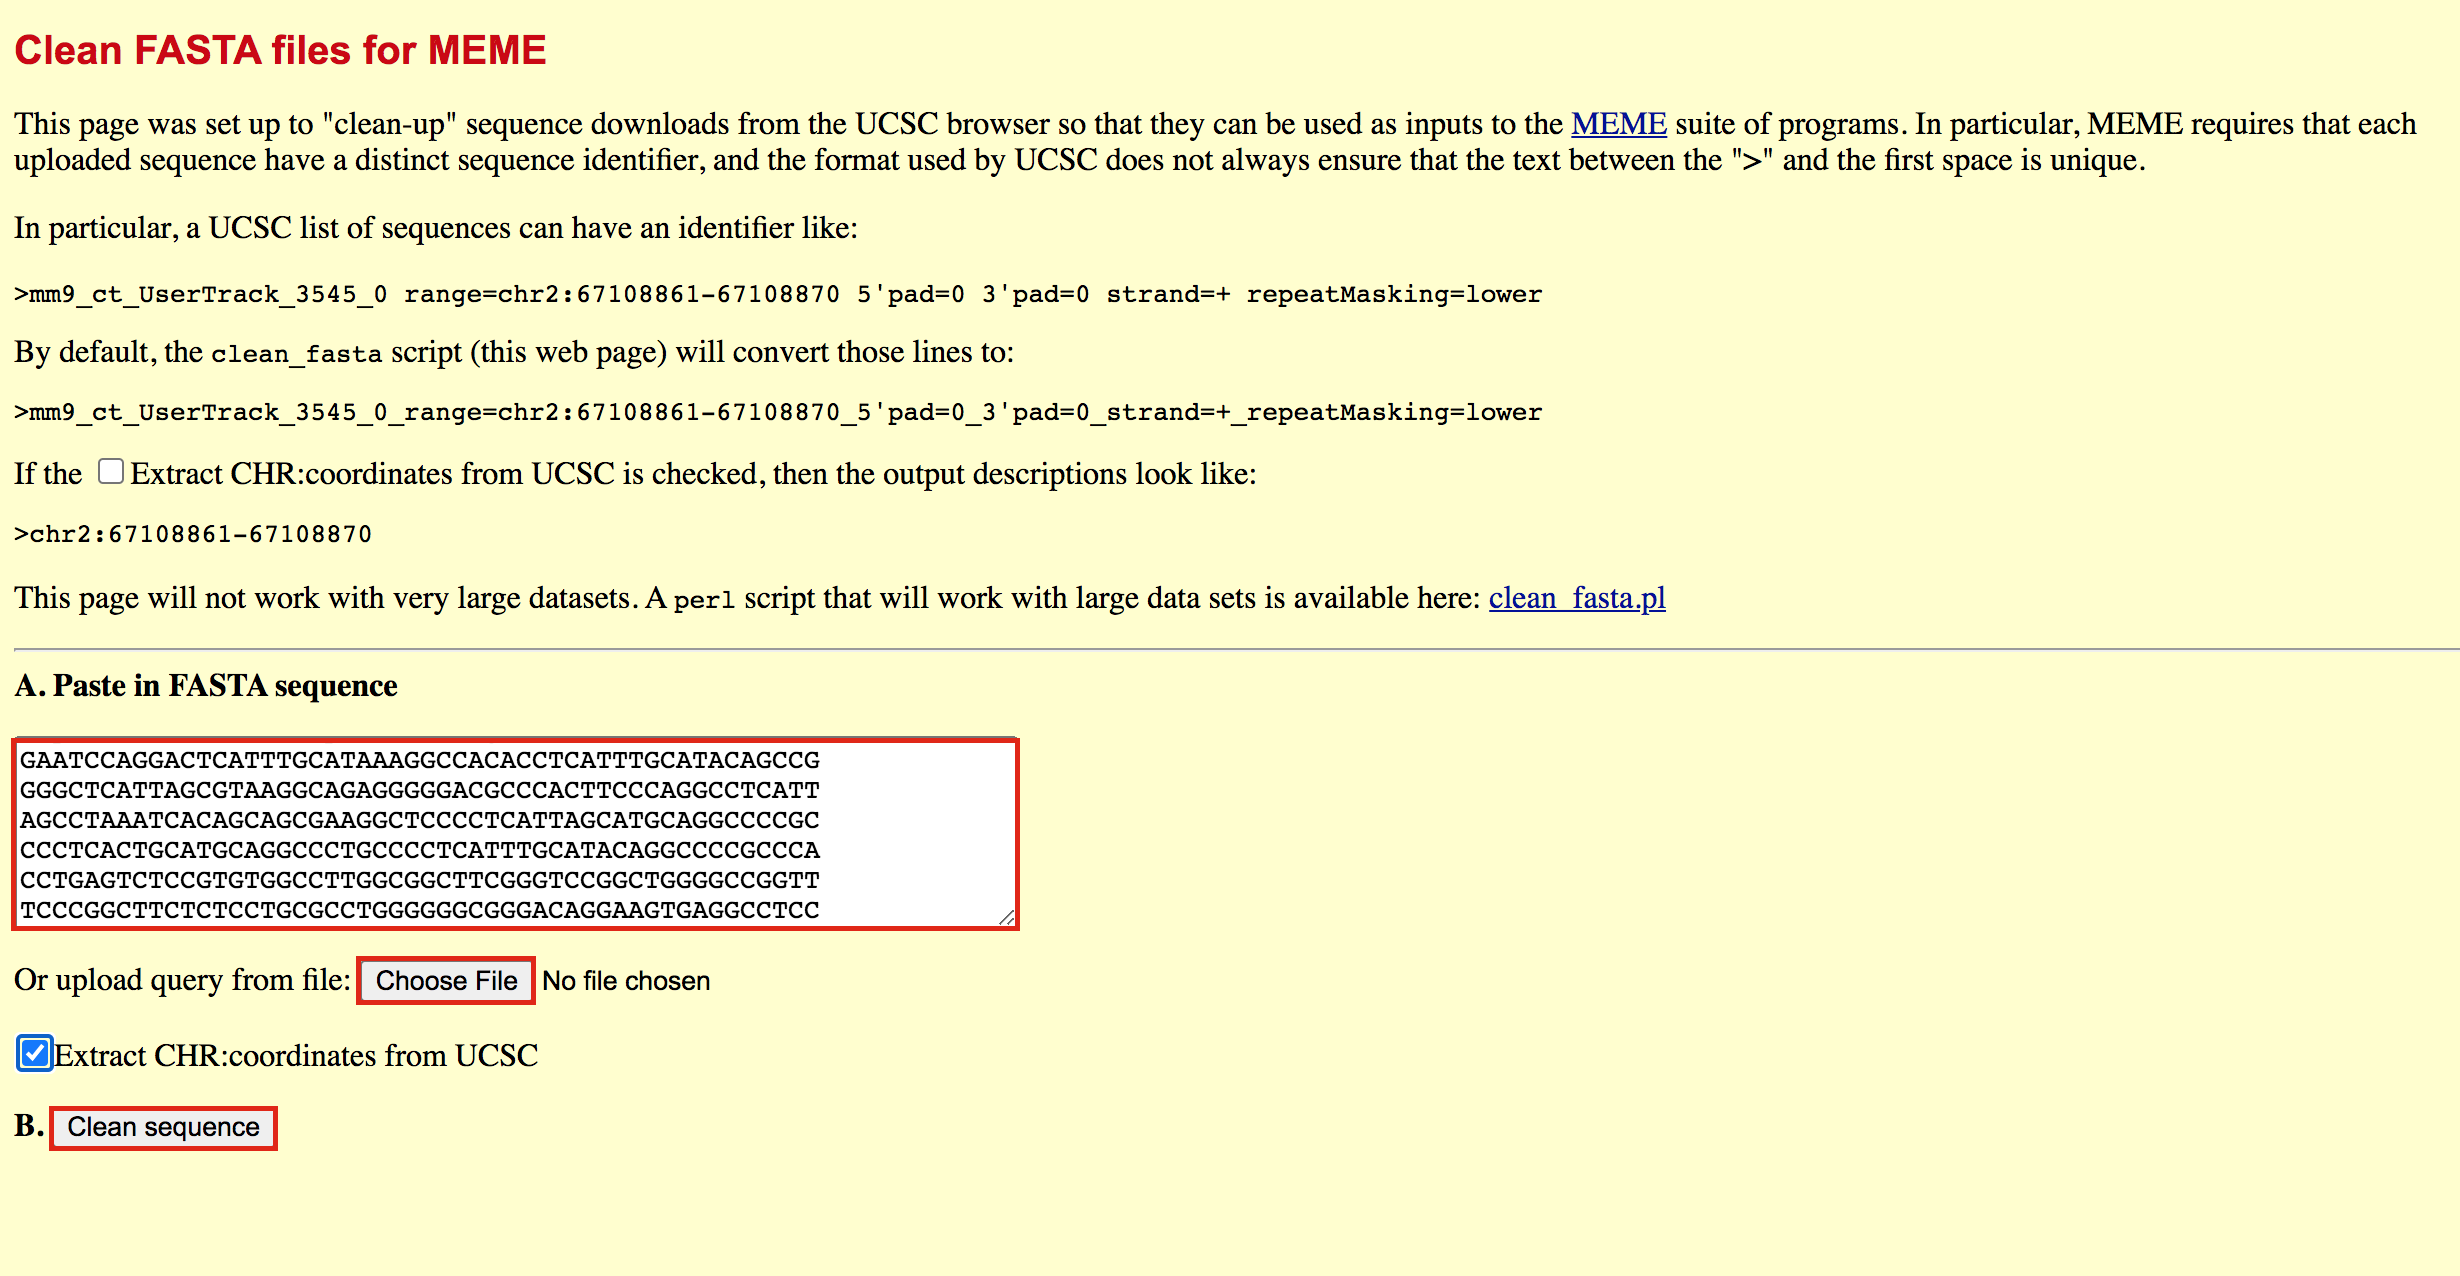 Clean FASTA files for MEME
This page was set up to "clean-up" sequence downloads from the UCSC browser so that they can be used as inputs to the MEME suite of programs. In particular, MEME requires that each
uploaded sequence have a distinct sequence identifier, and the format used by UCSC does not always ensure that the text between the ">" and the first space is unique.
In particular, a UCSC list of sequences can have an identifier like:
>mm9_ct_UserTrack_3545_0 range=chr2:67108861-67108870 5'pad=0 3'pad=0 strand=+ repeatMasking=lower
By default, the clean_fasta script (this web page) will convert those lines to:
>mm9_ct_UserTrack_3545_0_range=chr2:67108861-67108870_5'pad=0_3'pad=0_strand=+_repeatMasking=lower
If the Extract CHR:coordinates from UCSC is checked, then the output descriptions look like:
>chr2:67108861-67108870
This page will not work with very large datasets. A perl script that will work with large data sets is available here: clean_fasta.pl
A. Paste in FASTA sequence
GAATCCAGGACTCATTTGCATAAAGGCCACACCTCATTTGCATACAGCCG
GGGCTCATTAGCGTAAGGCAGAGGGGGACGCCCACTTCCCAGGCCTCATT
AGCCTAAATCACAGCAGCGAAGGCTCCCCTCATTAGCATGCAGGCCCCGC
CCCTCACTGCATGCAGGCCCTGCCCCTCATTTGCATACAGGCCCCGCCCA
CCTGAGTCTCCGTGTGGCCTTGGCGGCTTCGGGTCCGGCTGGGGCCGGTT
TCCCGGCTTCTCTCCTGCGCCTGGGGGGCGGGACAGGAAGTGAGGCCTCC
Or upload query from file: Choose File No file chosen
Extract CHR:coordinates from UCSC
B. Clean sequence